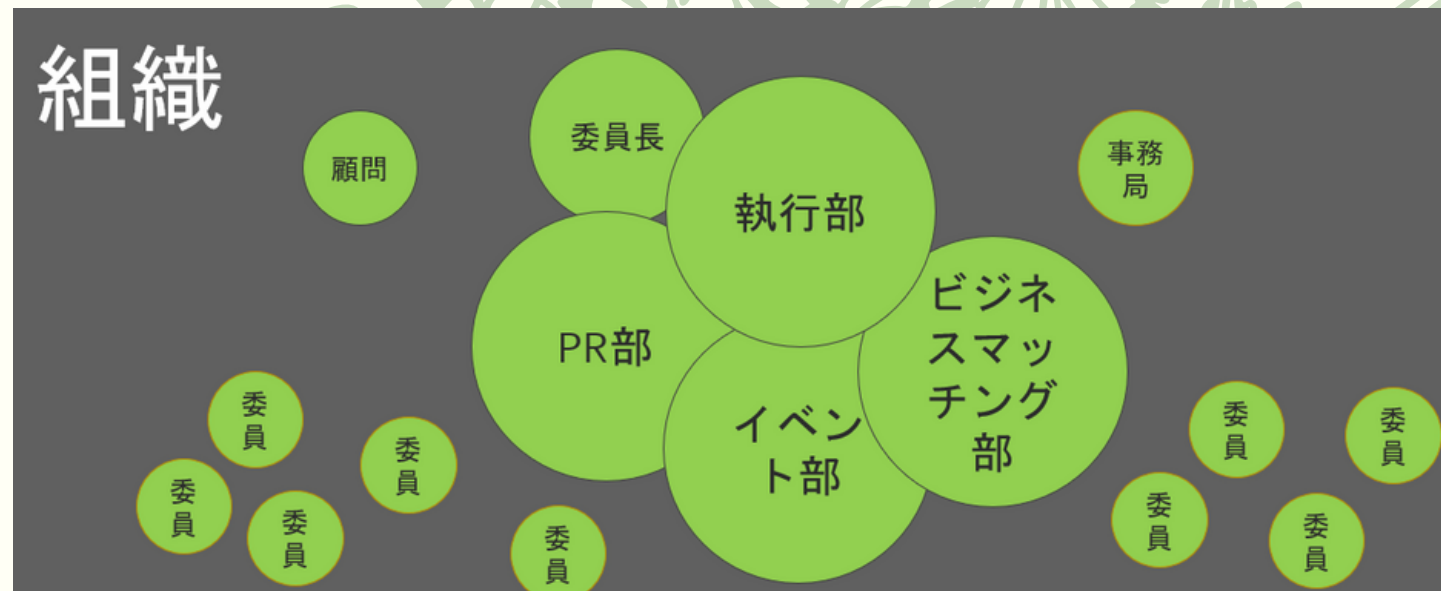 組織
顧問
委員長
執行部
事務
局
PR部
イベン
ト部
ビジネ
スマッ
チング
部
委
員
委
員
委
員
委
員
委
員
委
員
委
員
委
員
委
員